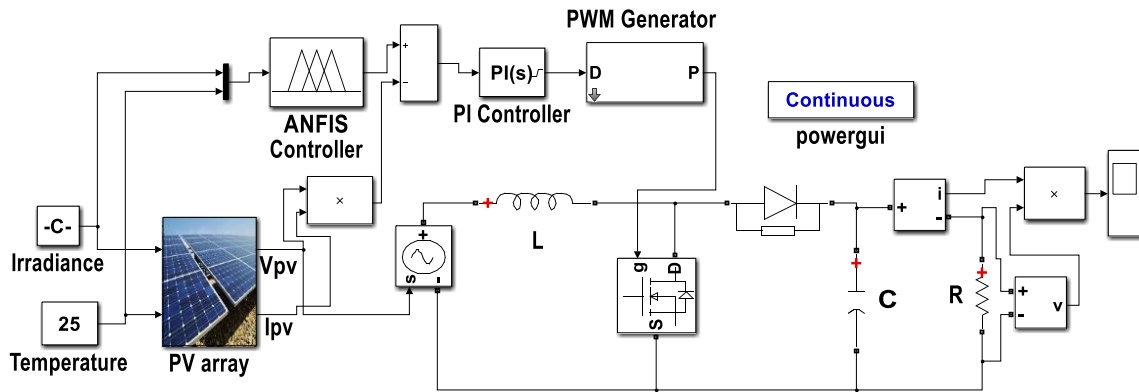 PWM Generator
+
−
PI(s)
D
P
PI Controller
ANFIS
Controller
Continuous
powergui
×
-C-
Irradiance
25
Temperature
Vpv
Ipv
PV array
+
s
-
+
L
g
D
S
+
C
+
i
-
+
R
+
-
v
×